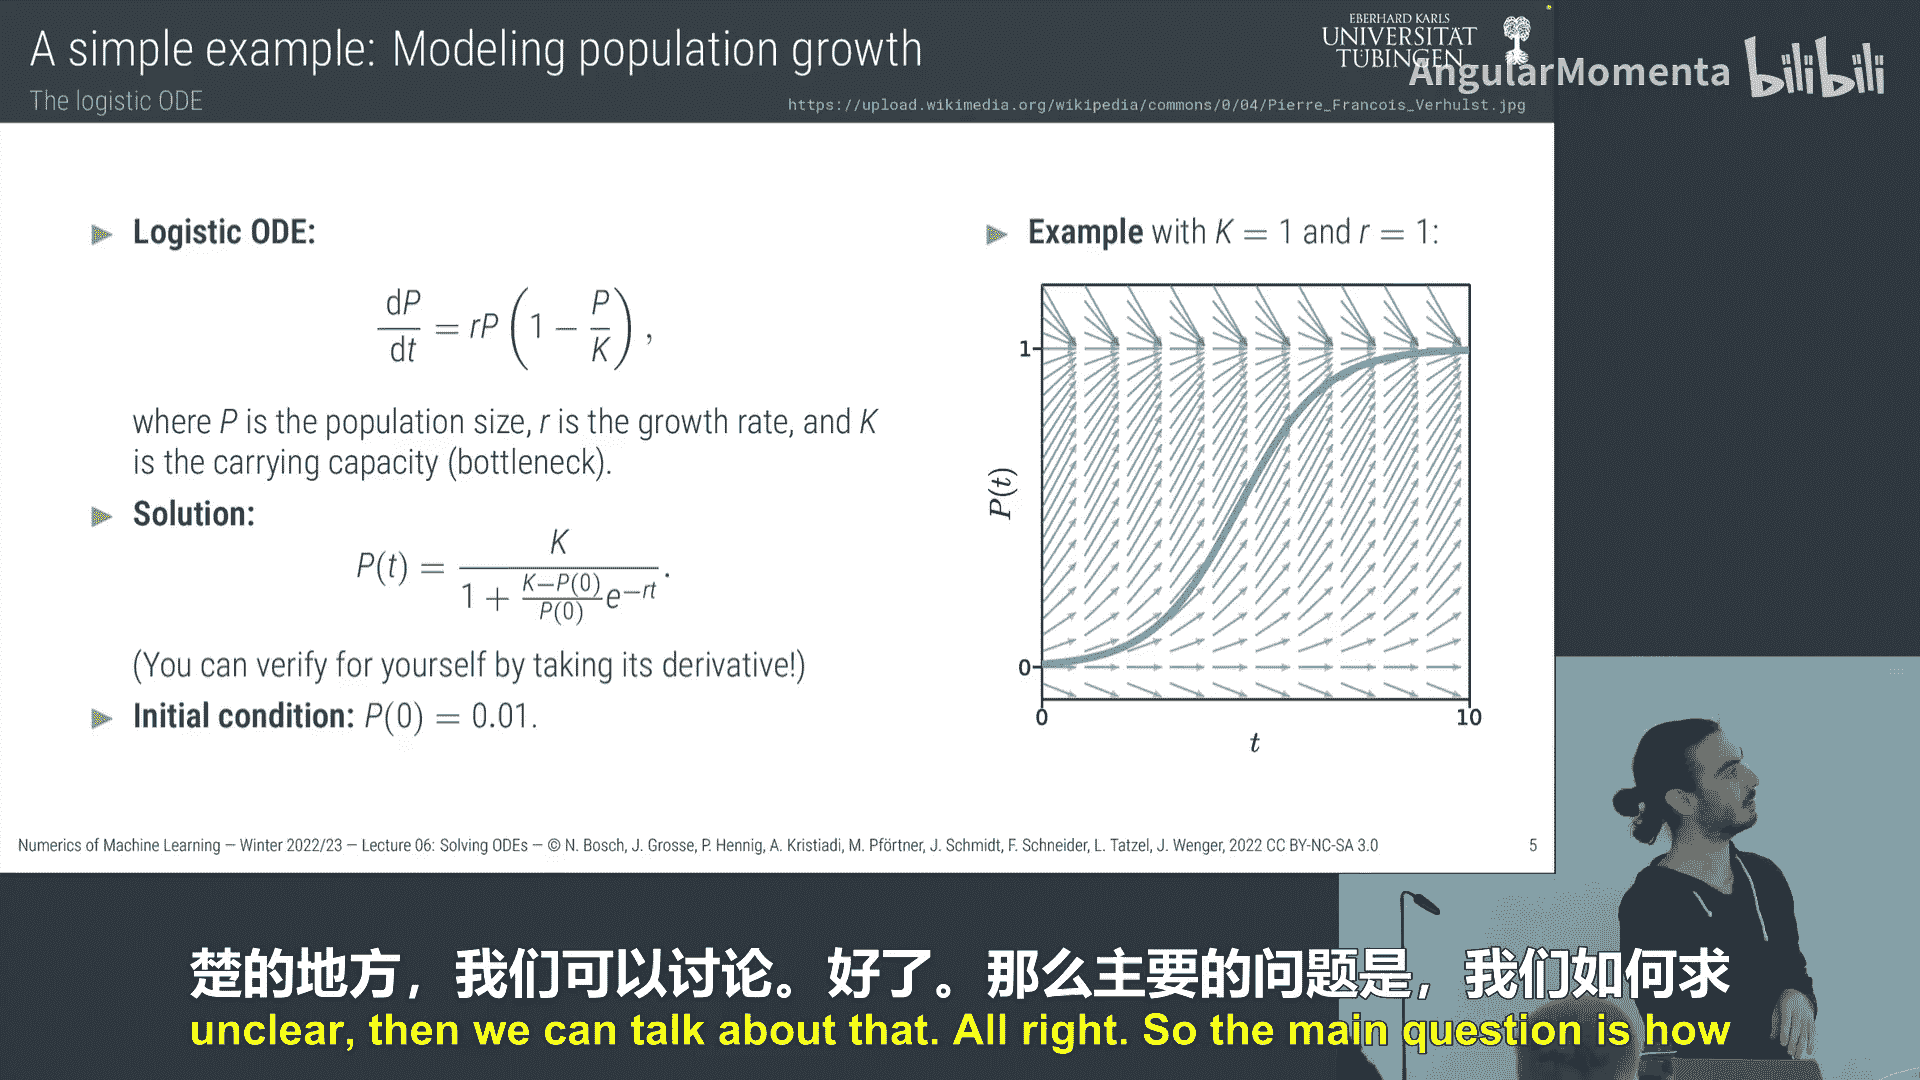 A simple example: Modeling population growth
The logistic ODE
EBERHARD KARLS
UNIVERSITÄT
TÜBINGEN
AngularMomenta bilibili
https://upload.wikimedia.org/wikipedia/commons/0/04/Pierre_Francois_Verhulst.jpg
Logistic ODE:
dP/dt = rP (1 − P/K),
where P is the population size, r is the growth rate, and K
is the carrying capacity (bottleneck).
Solution:
P(t) = K / (1 + (K−P(0))/P(0) e^−rt).
(You can verify for yourself by taking its derivative!)
Initial condition: P(0) = 0.01.
Example with K = 1 and r = 1:
1
P(t)
0
0 10
t
Numerics of Machine Learning — Winter 2022/23 — Lecture 06: Solving ODEs — © N. Bosch, J. Grosse, P. Hennig, A. Kristiadi, M. Pförtner, J. Schmidt, F. Schneider, L. Tatzel, J. Wenger, 2022 CC BY-NC-SA 3.0 5
楚的地方，我们可以讨论。好了。那么主要的问题是，我们如何求
unclear, then we can talk about that. All right. So the main question is how